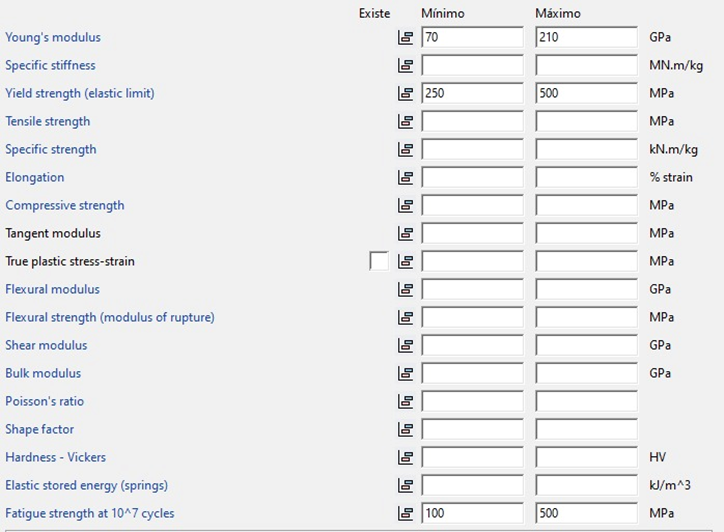 Existe Mínimo Máximo
Young's modulus 70 210 GPa
Specific stiffness MN.m/kg
Yield strength (elastic limit) 250 500 MPa
Tensile strength MPa
Specific strength kN.m/kg
Elongation % strain
Compressive strength MPa
Tangent modulus MPa
True plastic stress-strain MPa
Flexural modulus GPa
Flexural strength (modulus of rupture) MPa
Shear modulus GPa
Bulk modulus GPa
Poisson's ratio
Shape factor
Hardness - Vickers HV
Elastic stored energy (springs) kJ/m^3
Fatigue strength at 10^7 cycles 100 500 MPa